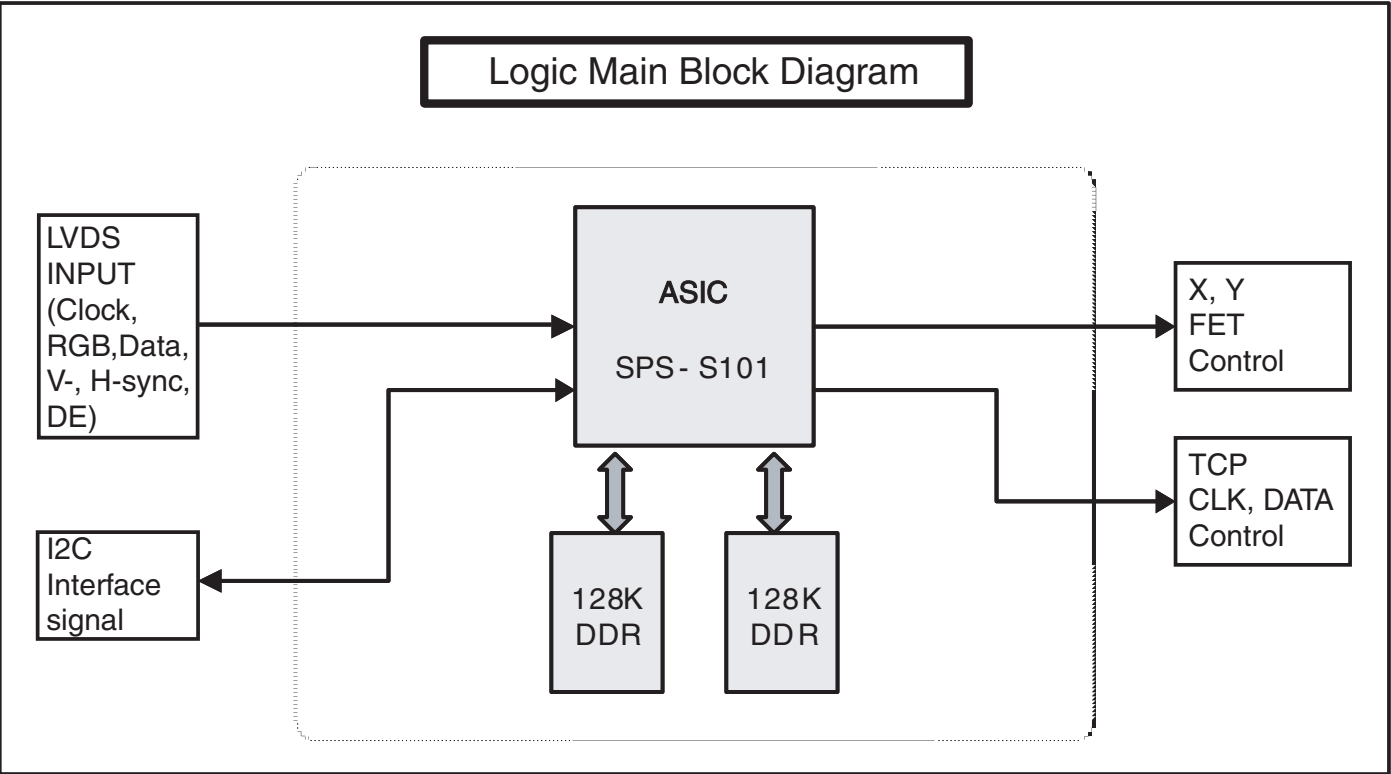 Logic Main Block Diagram
LVDS
INPUT
(Clock,
RGB,Data,
V-, H-sync,
DE)
I2C
Interface
signal
ASIC
SPS - S101
128K
DDR
128K
DDR
X, Y
FET
Control
TCP
CLK, DATA
Control